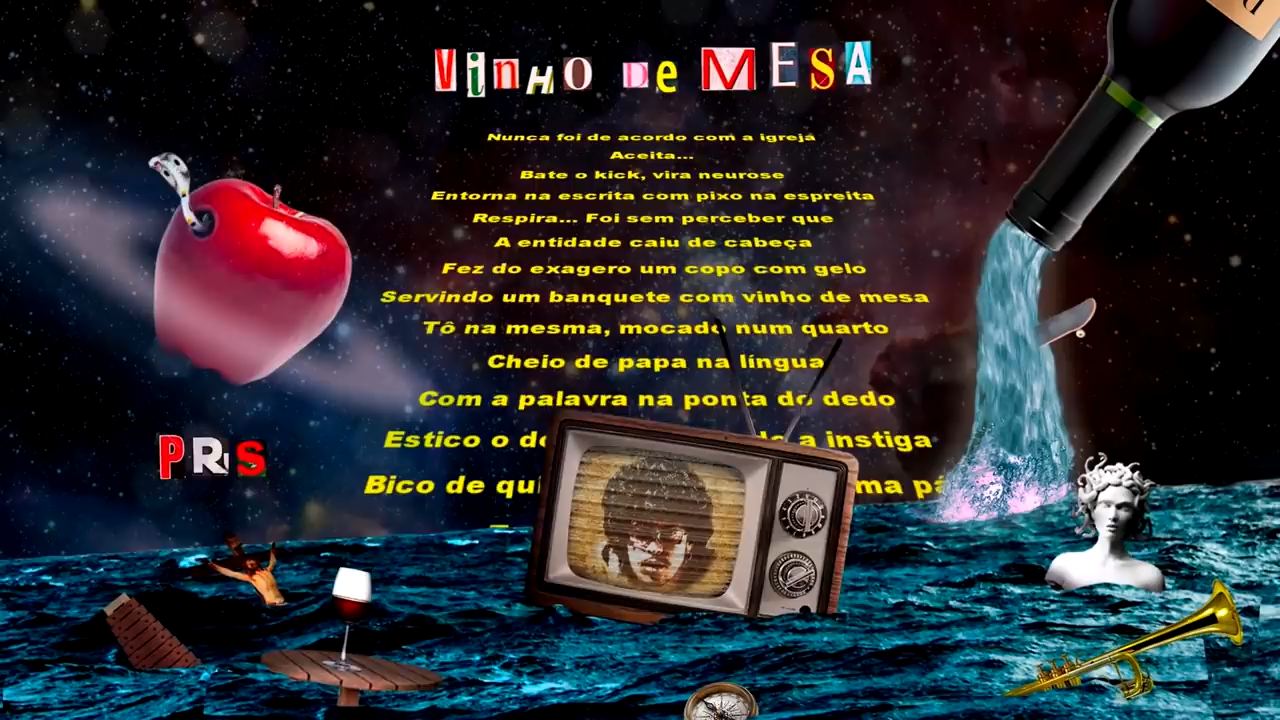 VinHO De MESA
Nunca foi de acordo com a igreja
Aceita...
Bate o kick, vira neurose
Entorna na escrita com pixo na espreita
Respira... Foi sem perceber que
A entidade caiu de cabeça
Fez do exagero um copo com gelo
Servindo um banquete com vinho de mesa
Tô na mesma, mocado num quarto
Cheio de papa na língua
Com a palavra na ponta do dedo
Estico o a instiga
Bico de
PRIS